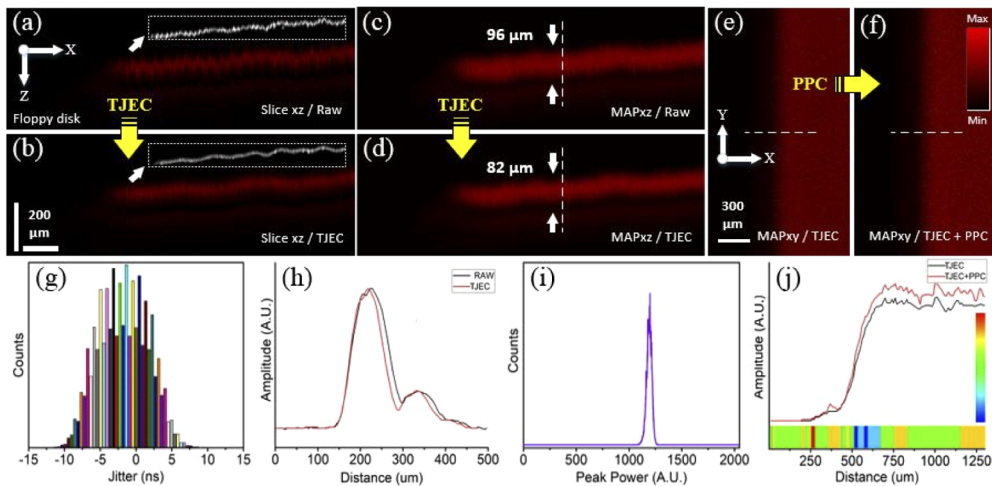 (a)
X
Z
Floppy disk
Slice xz / Raw
TJEC
(b)
200
µm
Slice xz / TJEC
(c)
96 µm
MAPxz / Raw
TJEC
(d)
82 µm
MAPxz / TJEC
(e)
Y
X
300
µm
MAPxy / TJEC
PPC
(f)
Max
Min
MAPxy / TJEC + PPC
(g)
Counts
-15 -10 -5 0 5 10 15
Jitter (ns)
(h)
RAW
TJEC
Amplitude (A.U.)
0 100 200 300 400 500
Distance (um)
(i)
Counts
0 500 1000 1500 2000
Peak Power (A.U.)
(j)
TJEC
TJEC+PPC
Amplitude (A.U.)
0 250 500 750 1000 1250
Distance (um)